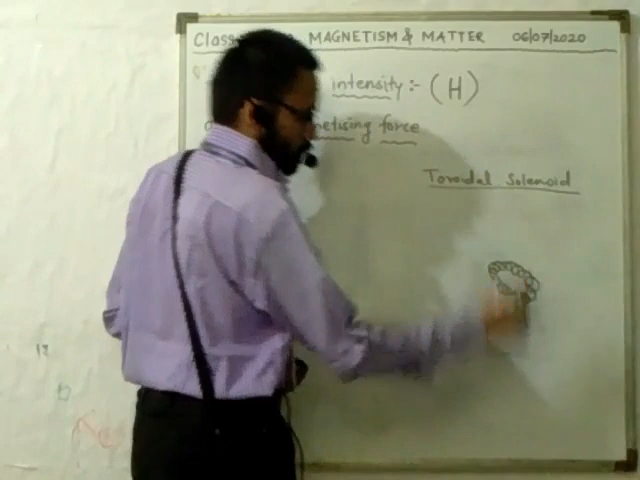 Class MAGNETISM & MATTER 06/07/2020
intensity :- (H)
netising force
Toroidal Solenoid